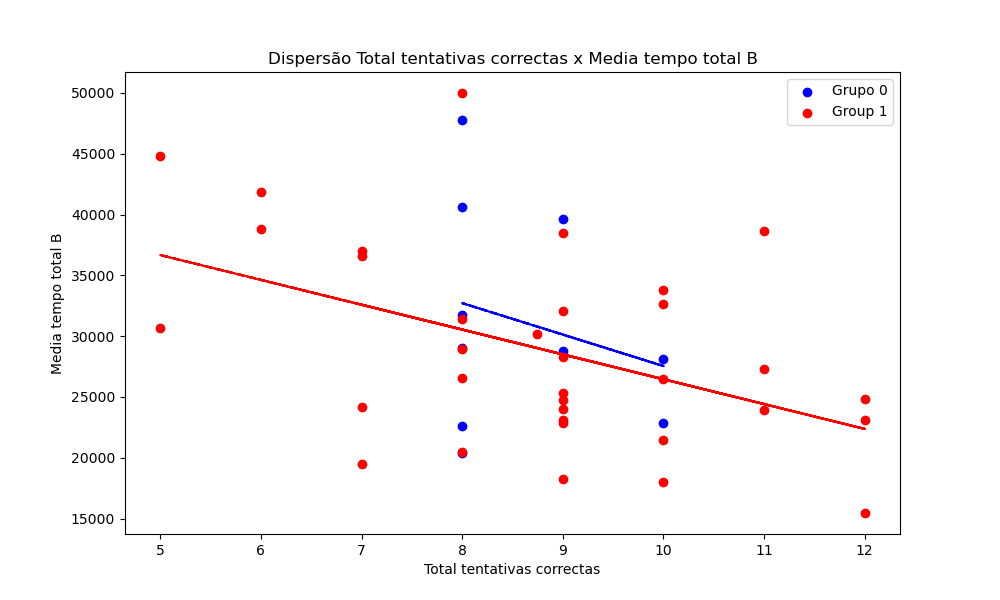 Dispersão Total tentativas correctas x Media tempo total B
Grupo 0
Group 1
50000
45000
40000
35000
30000
25000
20000
15000
Media tempo total B
5 6 7 8 9 10 11 12
Total tentativas correctas